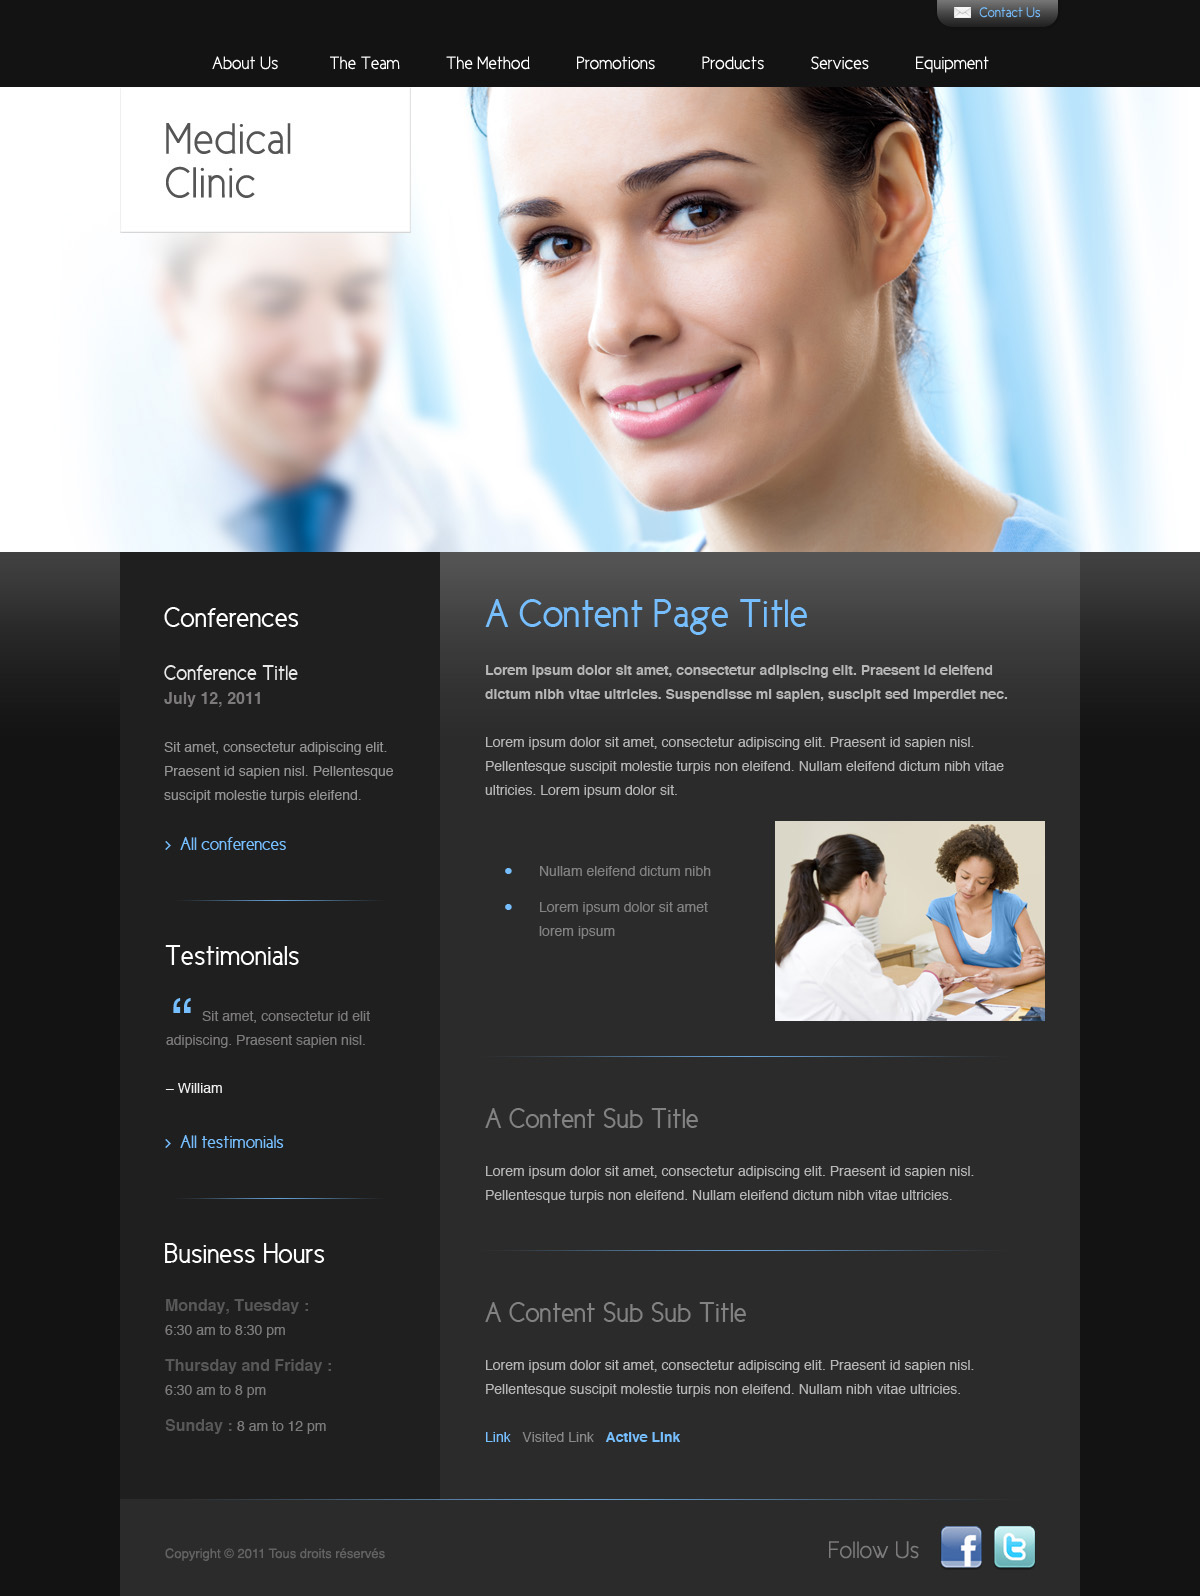 Contact Us
About Us
The Team
The Method
Promotions
Products
Services
Equipment
Medical
Clinic
Conferences
Conference Title
July 12, 2011
Sit amet, consectetur adipiscing elit.
Praesent id sapien nisl. Pellentesque
suscipit molestie turpis eleifend.
› All conferences
Testimonials
“ Sit amet, consectetur id elit
adipiscing. Praesent sapien nisl.
– William
› All testimonials
Business Hours
Monday, Tuesday :
6:30 am to 8:30 pm
Thursday and Friday :
6:30 am to 8 pm
Sunday : 8 am to 12 pm
A Content Page Title
Lorem ipsum dolor sit amet, consectetur adipiscing elit. Praesent id eleifend
dictum nibh vitae ultricies. Suspendisse mi sapien, suscipit sed imperdiet nec.
Lorem ipsum dolor sit amet, consectetur adipiscing elit. Praesent id sapien nisl.
Pellentesque suscipit molestie turpis non eleifend. Nullam eleifend dictum nibh vitae
ultricies. Lorem ipsum dolor sit.
• Nullam eleifend dictum nibh
• Lorem ipsum dolor sit amet
lorem ipsum
A Content Sub Title
Lorem ipsum dolor sit amet, consectetur adipiscing elit. Praesent id sapien nisl.
Pellentesque turpis non eleifend. Nullam eleifend dictum nibh vitae ultricies.
A Content Sub Sub Title
Lorem ipsum dolor sit amet, consectetur adipiscing elit. Praesent id sapien nisl.
Pellentesque suscipit molestie turpis non eleifend. Nullam nibh vitae ultricies.
Link Visited Link Active Link
Copyright © 2011 Tous droits réservés
Follow Us
f
t